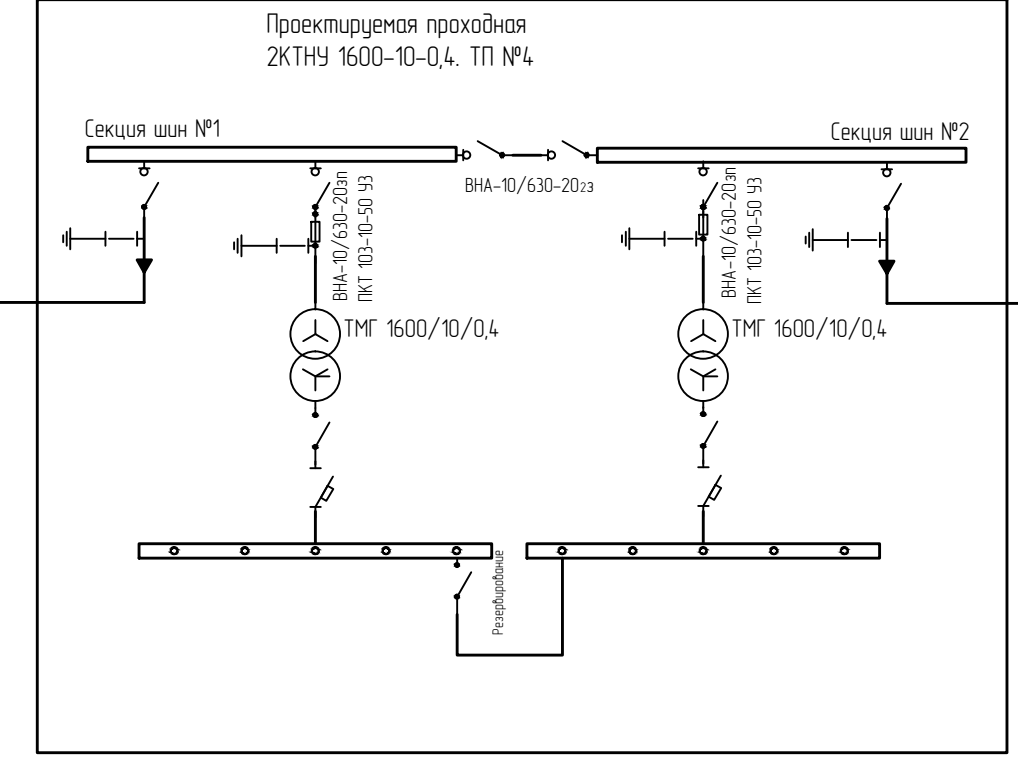 Проектируемая проходная
2КТНУ 1600-10-0,4. ТП №4
Секция шин №1
Секция шин №2
ВНА-10/630-20з
ВНА-10/630-20зп
ПКТ 103-10-50 У3
ВНА-10/630-20зп
ПКТ 103-10-50 У3
ТМГ 1600/10/0,4
ТМГ 1600/10/0,4
Резервирование